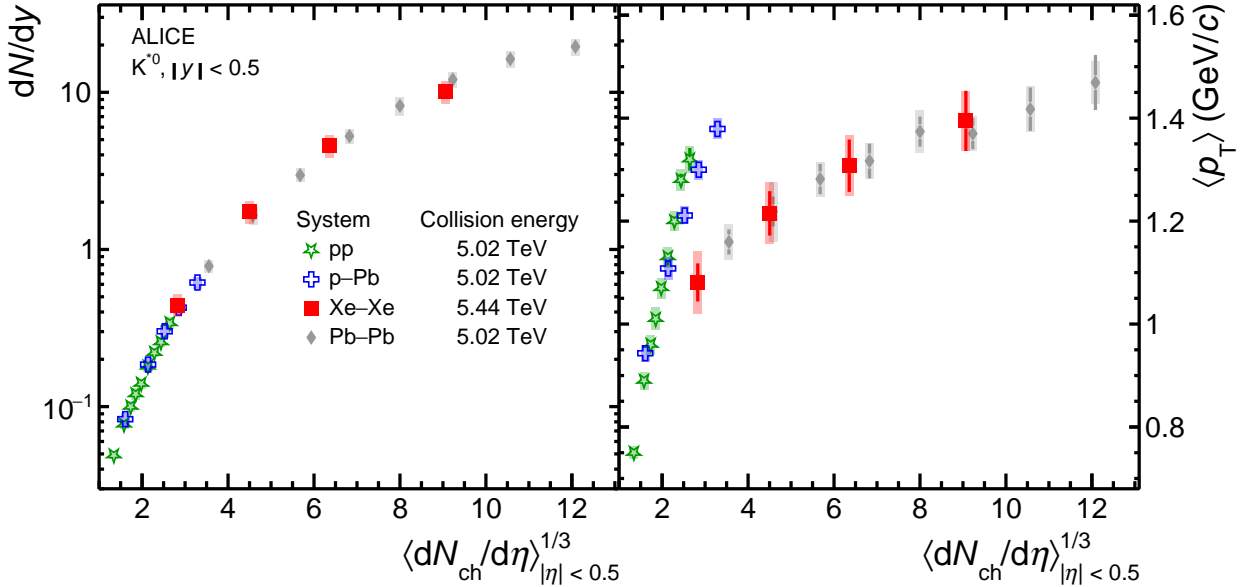 ALICE
K*0, |y| < 0.5
dN/dy
10
1
10−1
System Collision energy
pp 5.02 TeV
p–Pb 5.02 TeV
Xe–Xe 5.44 TeV
Pb–Pb 5.02 TeV
2 4 6 8 10 12
⟨dNch/dη⟩1/3|η| < 0.5
⟨pT⟩ (GeV/c)
1.6
1.4
1.2
1
0.8
2 4 6 8 10 12
⟨dNch/dη⟩1/3|η| < 0.5